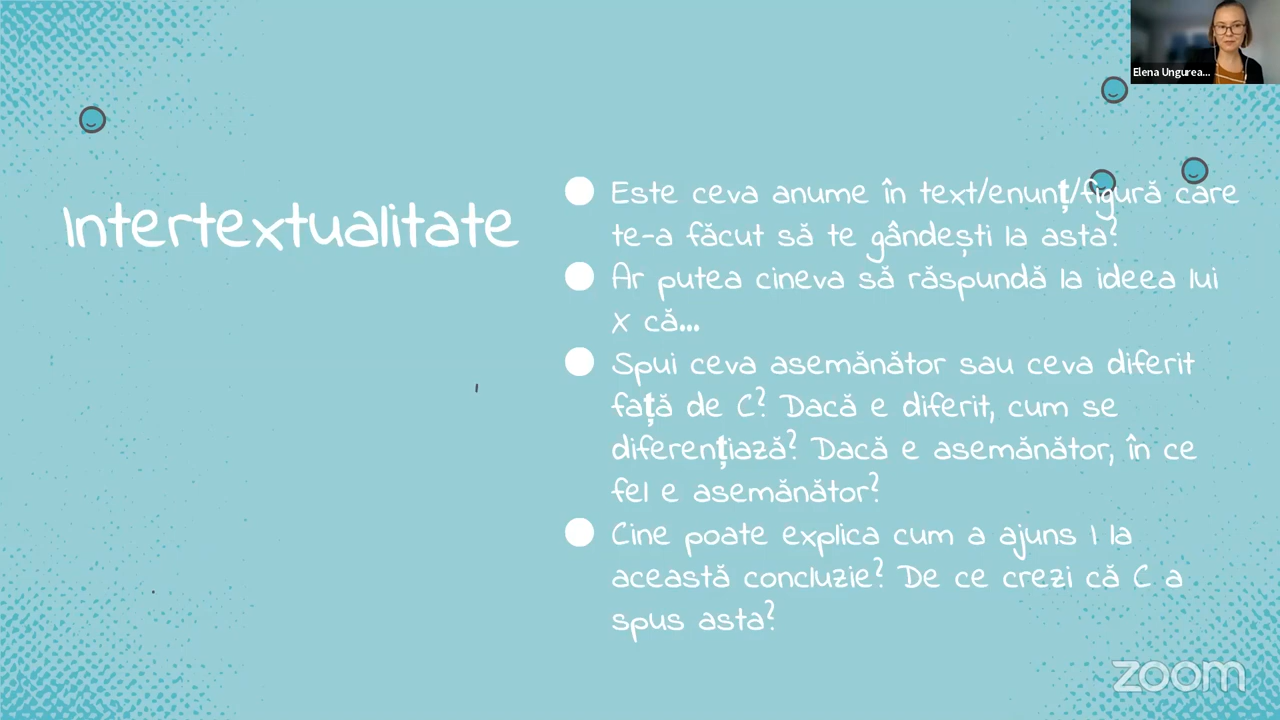 Elena Ungurea...
Intertextualitate
Este ceva anume în text/enunț/figură care
te-a făcut să te gândești la asta?
Ar putea cineva să răspundă la ideea lui
X că...
Spui ceva asemănător sau ceva diferit
față de C? Dacă e diferit, cum se
diferențiază? Dacă e asemănător, în ce
fel e asemănător?
Cine poate explica cum a ajuns I la
această concluzie? De ce crezi că C a
spus asta?
zoom